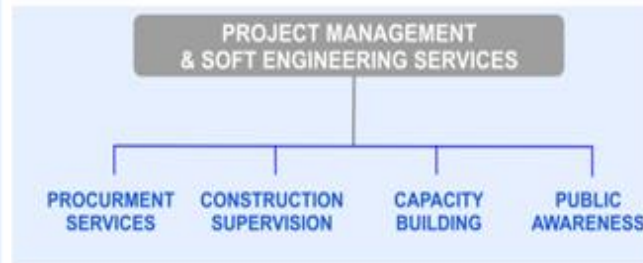 PROJECT MANAGEMENT
& SOFT ENGINEERING SERVICES
PROCURMENT
SERVICES
CONSTRUCTION
SUPERVISION
CAPACITY
BUILDING
PUBLIC
AWARENESS